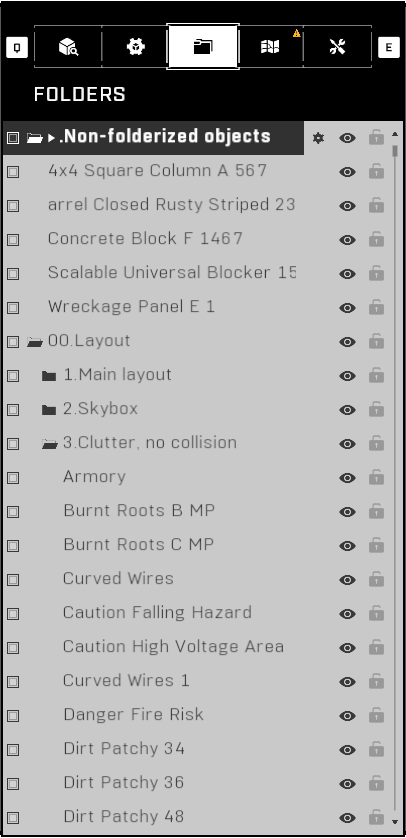 Q
E
FOLDERS
.Non-folderized objects
4x4 Square Column A 567
arrel Closed Rusty Striped 23
Concrete Block F 1467
Scalable Universal Blocker 15
Wreckage Panel E 1
00.Layout
1.Main layout
2.Skybox
3.Clutter, no collision
Armory
Burnt Roots B MP
Burnt Roots C MP
Curved Wires
Caution Falling Hazard
Caution High Voltage Area
Curved Wires 1
Danger Fire Risk
Dirt Patchy 34
Dirt Patchy 36
Dirt Patchy 48